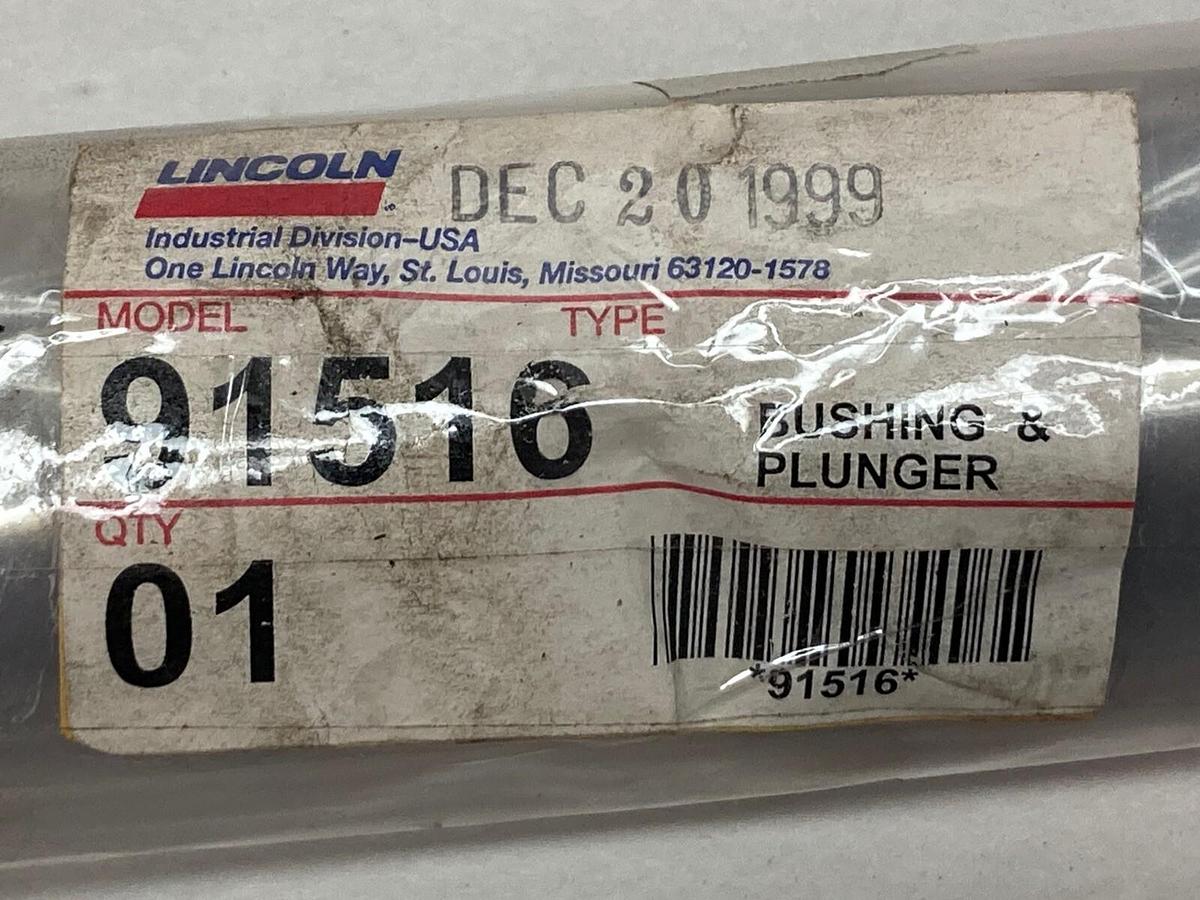 LINCOLN DEC 20 1999
Industrial Division-USA
One Lincoln Way, St. Louis, Missouri 63120-1578
MODEL TYPE
91516 BUSHING &
PLUNGER
QTY
01
*91516*